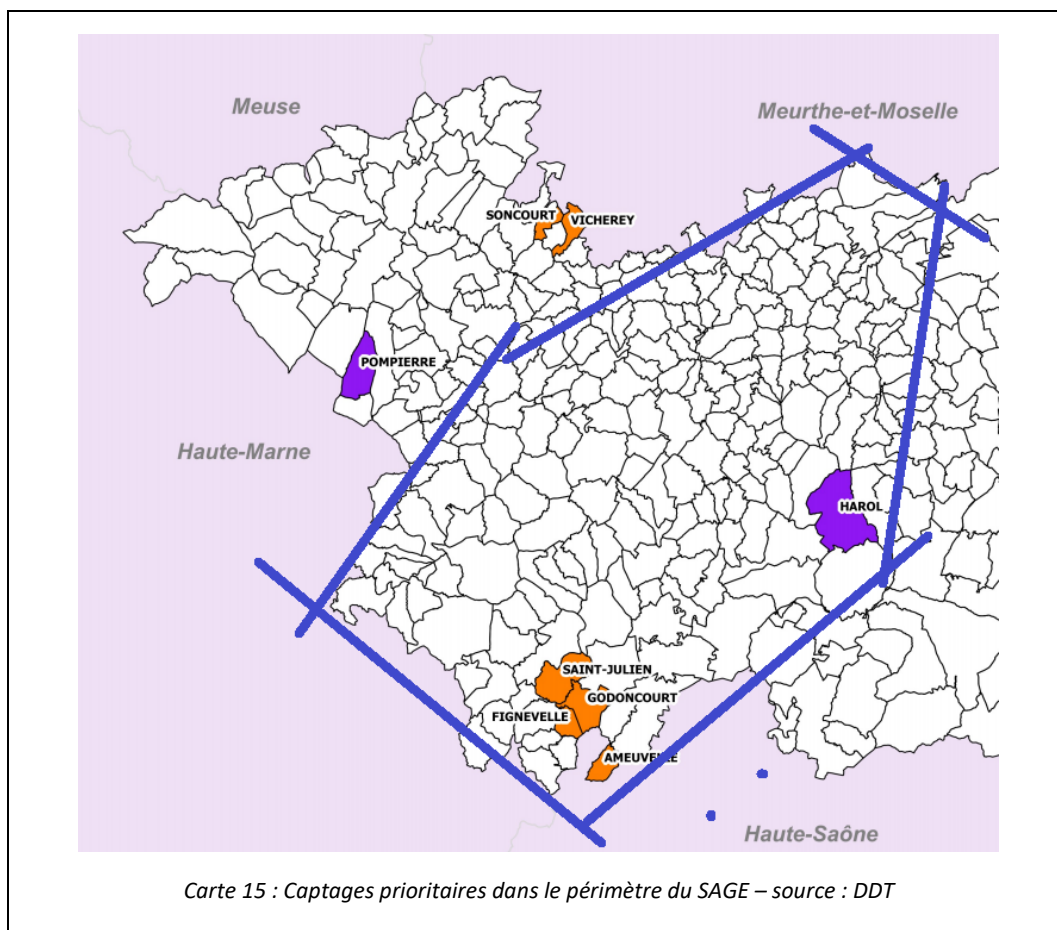 Meuse
Meurthe-et-Moselle
SONCOURT
VICHEREY
POMPIERRE
Haute-Marne
HAROL
SAINT-JULIEN
GODONCOURT
FIGNEVELLE
AMEUVELLE
Haute-Saône
Carte 15 : Captages prioritaires dans le périmètre du SAGE – source : DDT